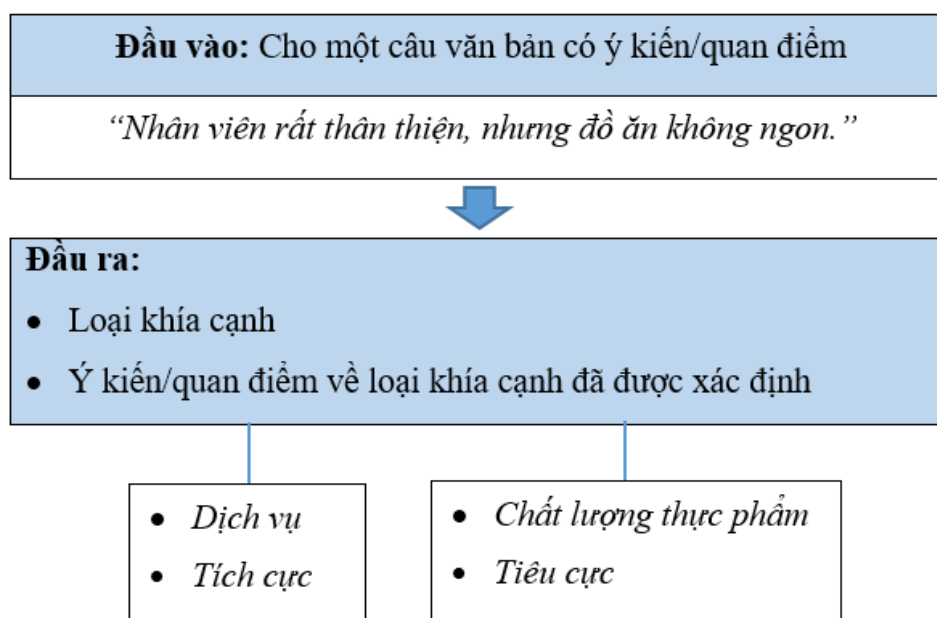 Đầu vào: Cho một câu văn bản có ý kiến/quan điểm
“Nhân viên rất thân thiện, nhưng đồ ăn không ngon.”
Đầu ra:
• Loại khía cạnh
• Ý kiến/quan điểm về loại khía cạnh đã được xác định
• Dịch vụ
• Tích cực
• Chất lượng thực phẩm
• Tiêu cực